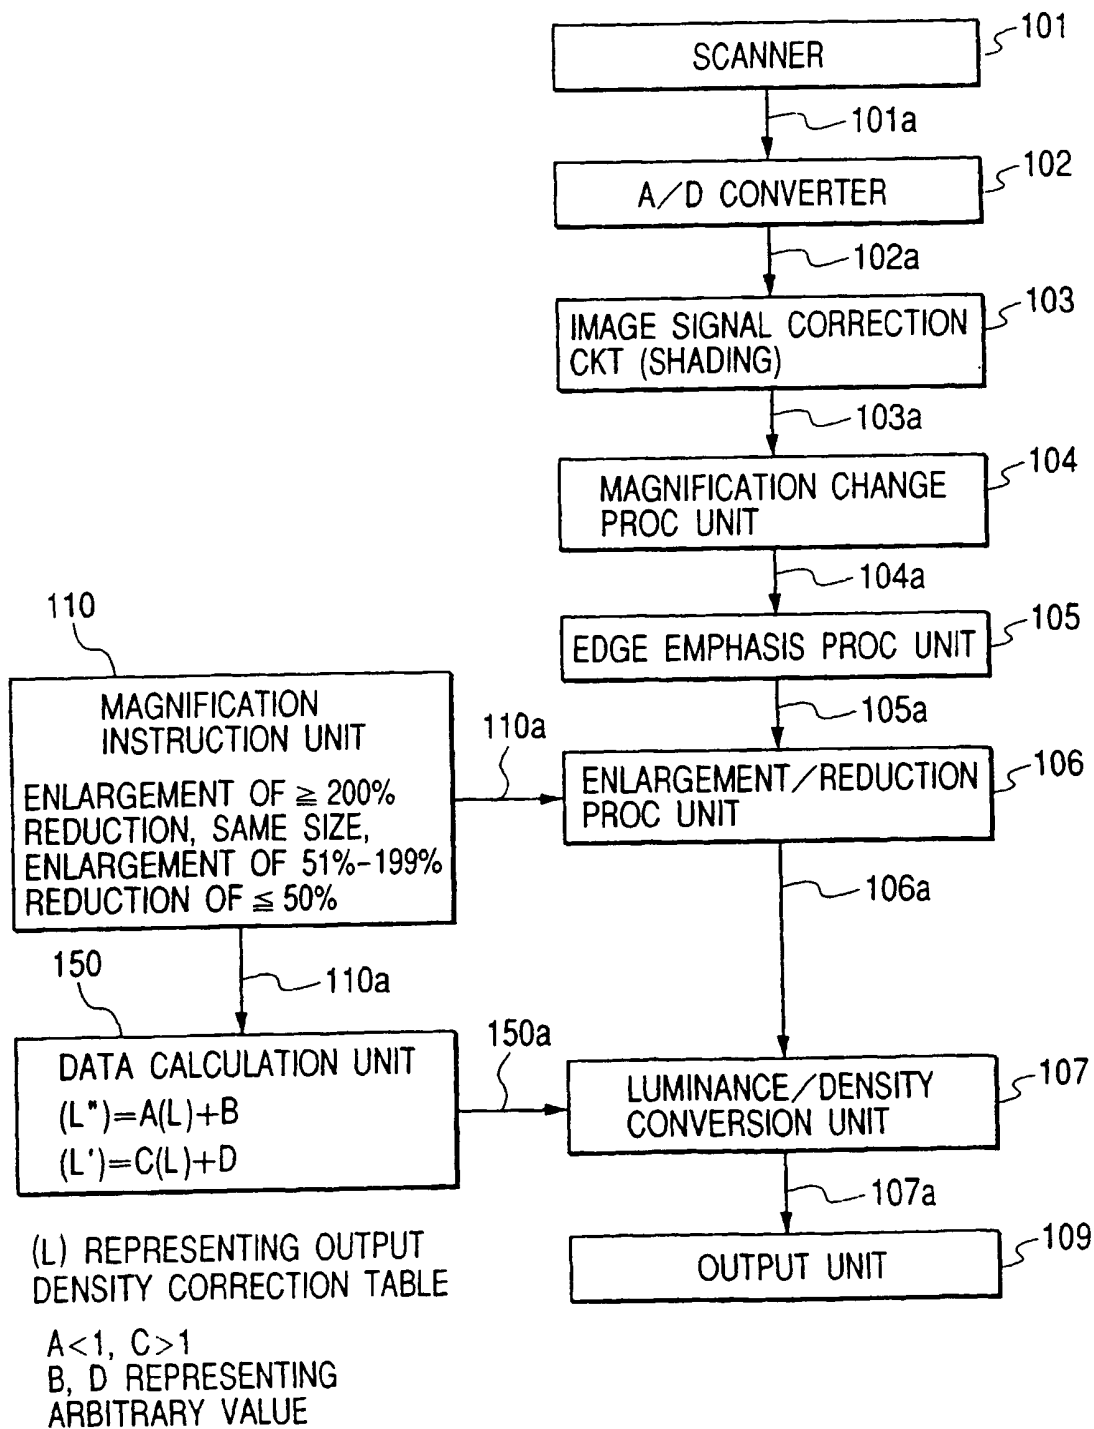 SCANNER
101
101a
A/D CONVERTER
102
102a
IMAGE SIGNAL CORRECTION
CKT (SHADING)
103
103a
MAGNIFICATION CHANGE
PROC UNIT
104
104a
EDGE EMPHASIS PROC UNIT
105
105a
110
MAGNIFICATION
INSTRUCTION UNIT
ENLARGEMENT OF ≧ 200%
REDUCTION, SAME SIZE,
ENLARGEMENT OF 51%-199%
REDUCTION OF ≦ 50%
110a
ENLARGEMENT/REDUCTION
PROC UNIT
106
106a
110a
150
DATA CALCULATION UNIT
(L")=A(L)+B
(L')=C(L)+D
150a
LUMINANCE/DENSITY
CONVERSION UNIT
107
107a
OUTPUT UNIT
109
(L) REPRESENTING OUTPUT
DENSITY CORRECTION TABLE
A<1, C>1
B, D REPRESENTING
ARBITRARY VALUE